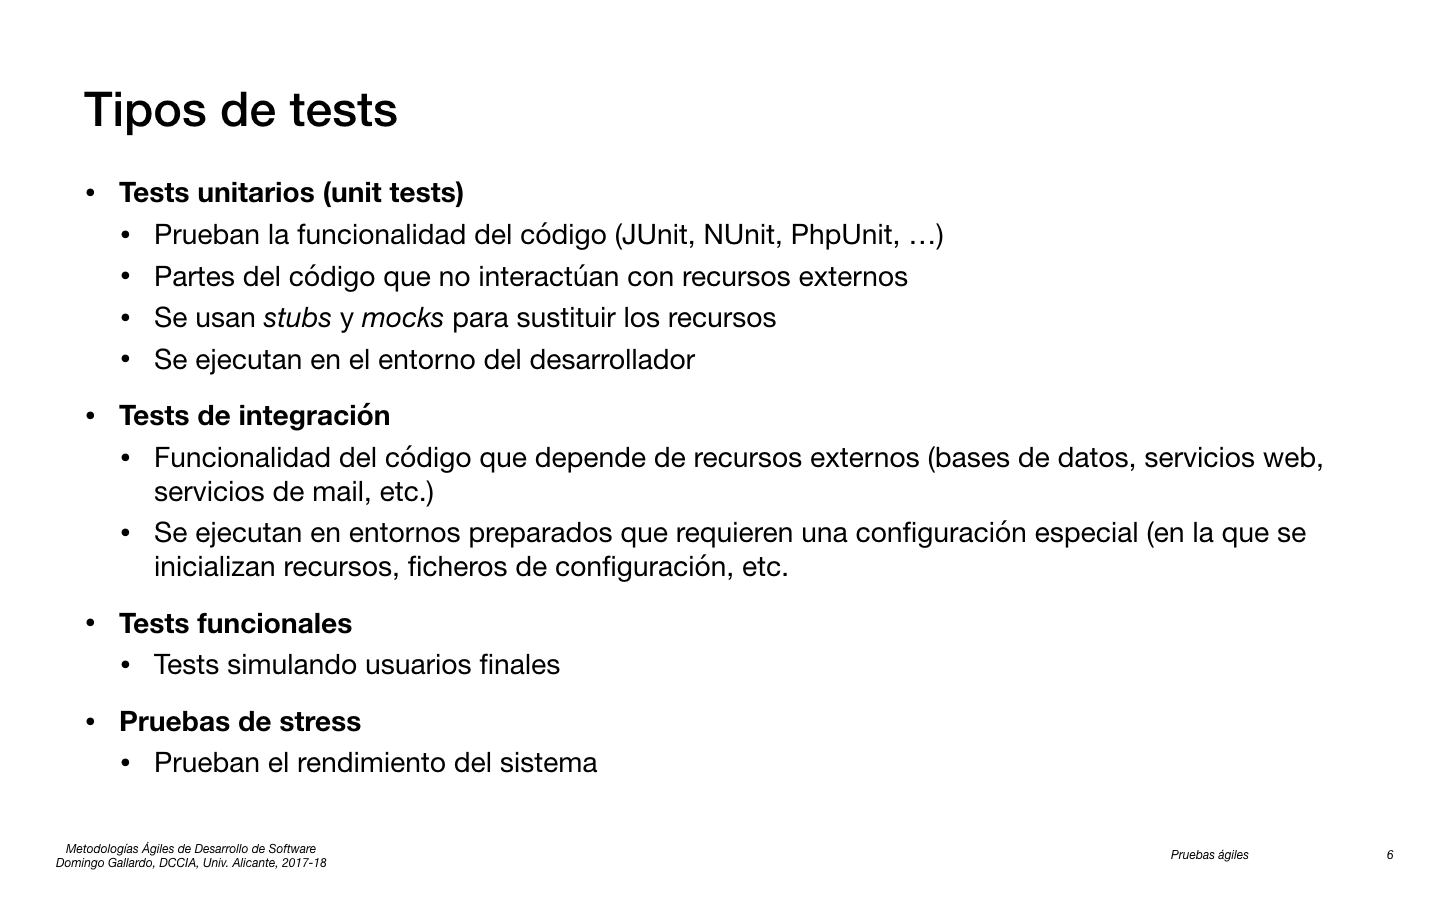 Tipos de tests
• Tests unitarios (unit tests)
• Prueban la funcionalidad del código (JUnit, NUnit, PhpUnit, …)
• Partes del código que no interactúan con recursos externos
• Se usan stubs y mocks para sustituir los recursos
• Se ejecutan en el entorno del desarrollador
• Tests de integración
• Funcionalidad del código que depende de recursos externos (bases de datos, servicios web,
servicios de mail, etc.)
• Se ejecutan en entornos preparados que requieren una configuración especial (en la que se
inicializan recursos, ficheros de configuración, etc.
• Tests funcionales
• Tests simulando usuarios finales
• Pruebas de stress
• Prueban el rendimiento del sistema
Metodologías Ágiles de Desarrollo de Software
Domingo Gallardo, DCCIA, Univ. Alicante, 2017-18
Pruebas ágiles
6